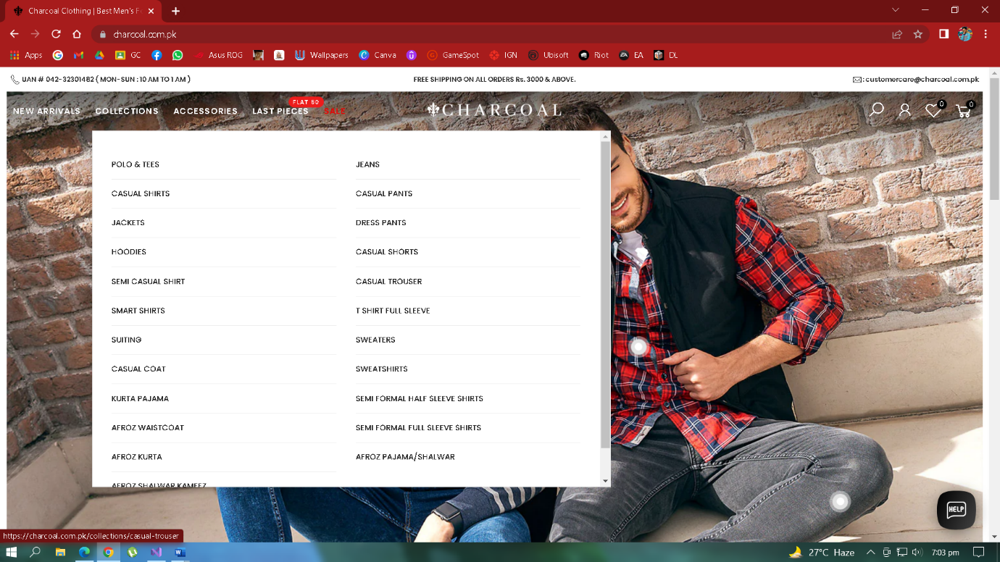 Charcoal Clothing | Best Men's F
charcoal.com.pk
Apps GC Asus ROG Wallpapers Canva GameSpot IGN Ubisoft Riot EA DL
UAN # 042-32301482 ( MON-SUN : 10 AM TO 1 AM )
FREE SHIPPING ON ALL ORDERS Rs. 3000 & ABOVE.
: customercare@charcoal.com.pk
FLAT 50
NEW ARRIVALS COLLECTIONS ACCESSORIES LAST PIECES SALE
CHARCOAL
0 0
POLO & TEES
CASUAL SHIRTS
JACKETS
HOODIES
SEMI CASUAL SHIRT
SMART SHIRTS
SUITING
CASUAL COAT
KURTA PAJAMA
AFROZ WAISTCOAT
AFROZ KURTA
AFROZ SHALWAR KAMEEZ
JEANS
CASUAL PANTS
DRESS PANTS
CASUAL SHORTS
CASUAL TROUSER
T SHIRT FULL SLEEVE
SWEATERS
SWEATSHIRTS
SEMI FORMAL HALF SLEEVE SHIRTS
SEMI FORMAL FULL SLEEVE SHIRTS
AFROZ PAJAMA/SHALWAR
HELP
https://charcoal.com.pk/collections/casual-trouser
27°C Haze 7:03 pm